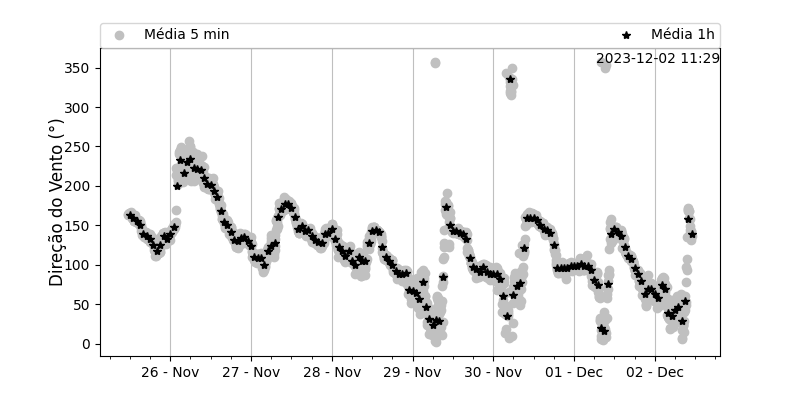 Média 5 min
Média 1h
2023-12-02 11:29
Direção do Vento (°)
350
300
250
200
150
100
50
0
26 - Nov
27 - Nov
28 - Nov
29 - Nov
30 - Nov
01 - Dec
02 - Dec